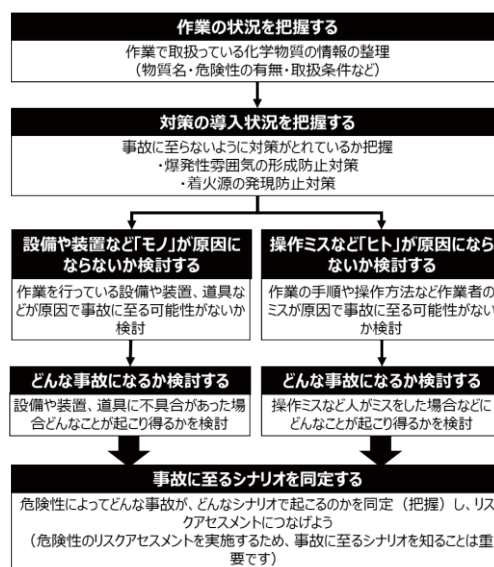 作業の状況を把握する
作業で取扱っている化学物質の情報の整理
（物質名・危険性の有無・取扱条件など）
対策の導入状況を把握する
事故に至らないように対策がとれているか把握
・爆発性雰囲気の形成防止対策
・着火源の発現防止対策
設備や装置など「モノ」が原因に
ならないか検討する
作業を行っている設備や装置、道具な
どが原因で事故に至る可能性がないか
検討
操作ミスなど「ヒト」が原因になら
ないか検討する
作業の手順や操作方法など作業者の
ミスが原因で事故に至る可能性がない
か検討
どんな事故になるか検討する
設備や装置、道具に不具合があった場
合どんなことが起こり得るかを検討
どんな事故になるか検討する
操作ミスなど人がミスをした場合などに
どんなことが起こり得るかを検討
事故に至るシナリオを同定する
危険性によってどんな事故が、どんなシナリオで起こるのかを同定（把握）し、リス
クアセスメントにつなげよう
（危険性のリスクアセスメントを実施するため、事故に至るシナリオを知ることは重
要です）